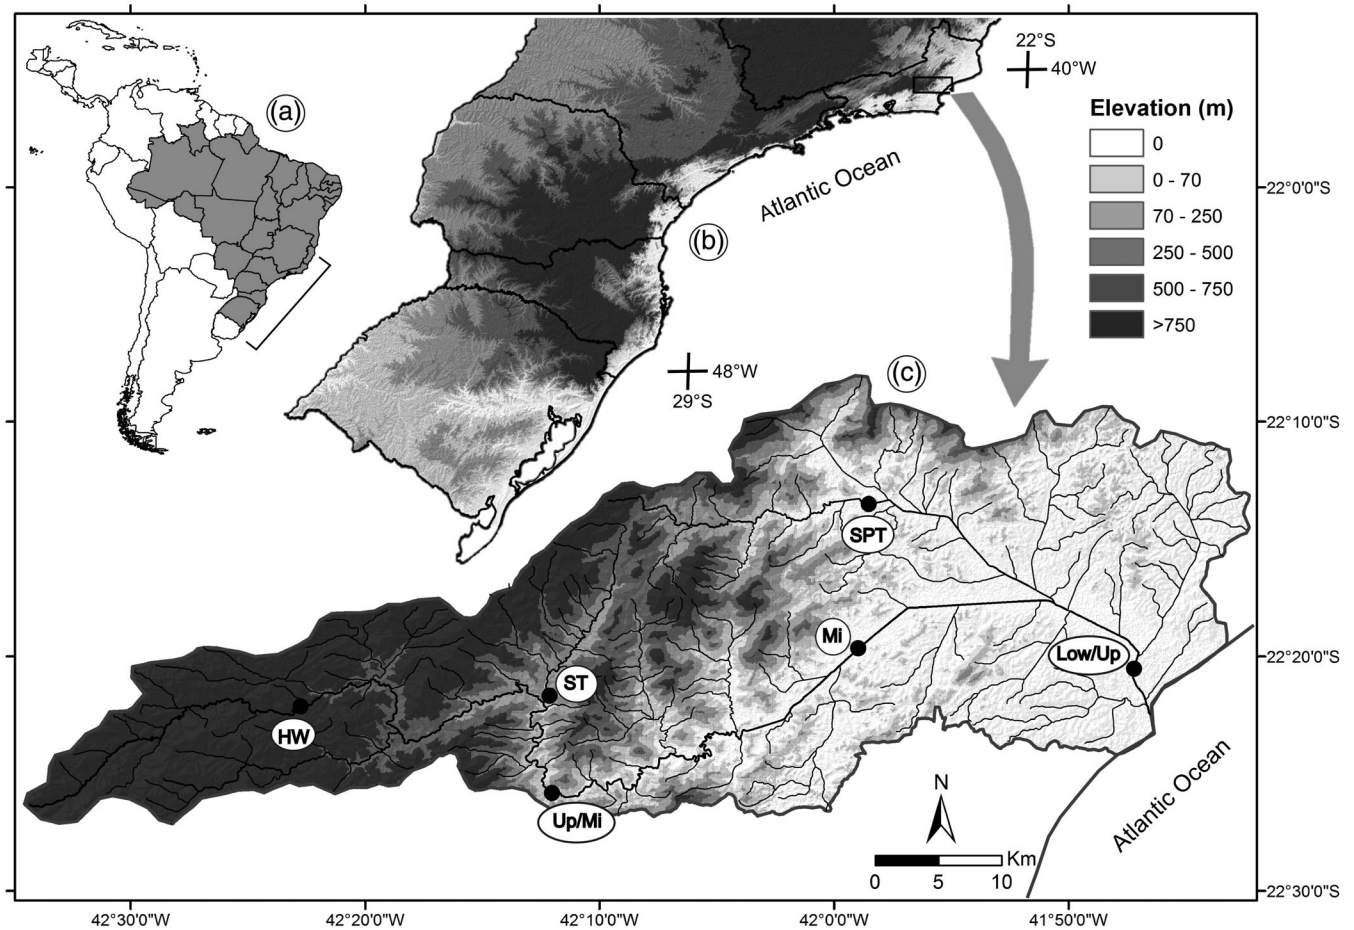 (a)
22°S
40°W
Elevation (m)
0
0 - 70
70 - 250
250 - 500
500 - 750
>750
Atlantic Ocean
(b)
48°W
29°S
(c)
22°0'0"S
22°10'0"S
22°20'0"S
22°30'0"S
SPT
Mi
Low/Up
ST
HW
Up/Mi
N
Km
0 5 10
Atlantic Ocean
42°30'0"W 42°20'0"W 42°10'0"W 42°0'0"W 41°50'0"W